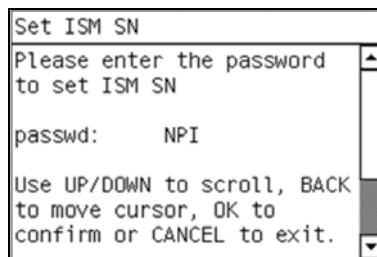 Set ISM SN
Please enter the password
to set ISM SN
passwd: NPI
Use UP/DOWN to scroll, BACK
to move cursor, OK to
confirm or CANCEL to exit.